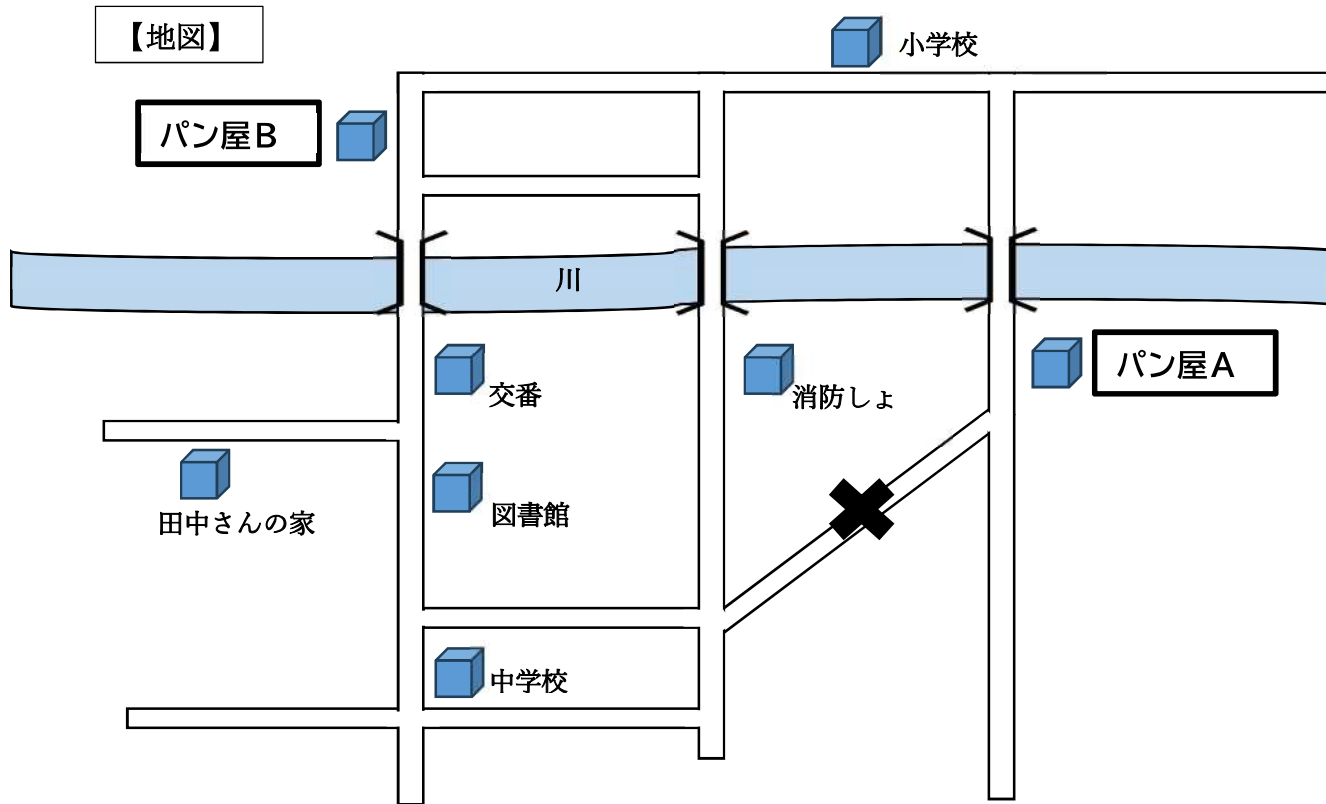 【地図】
小学校
パン屋B
川
交番
消防しょ
パン屋A
田中さんの家
図書館
中学校